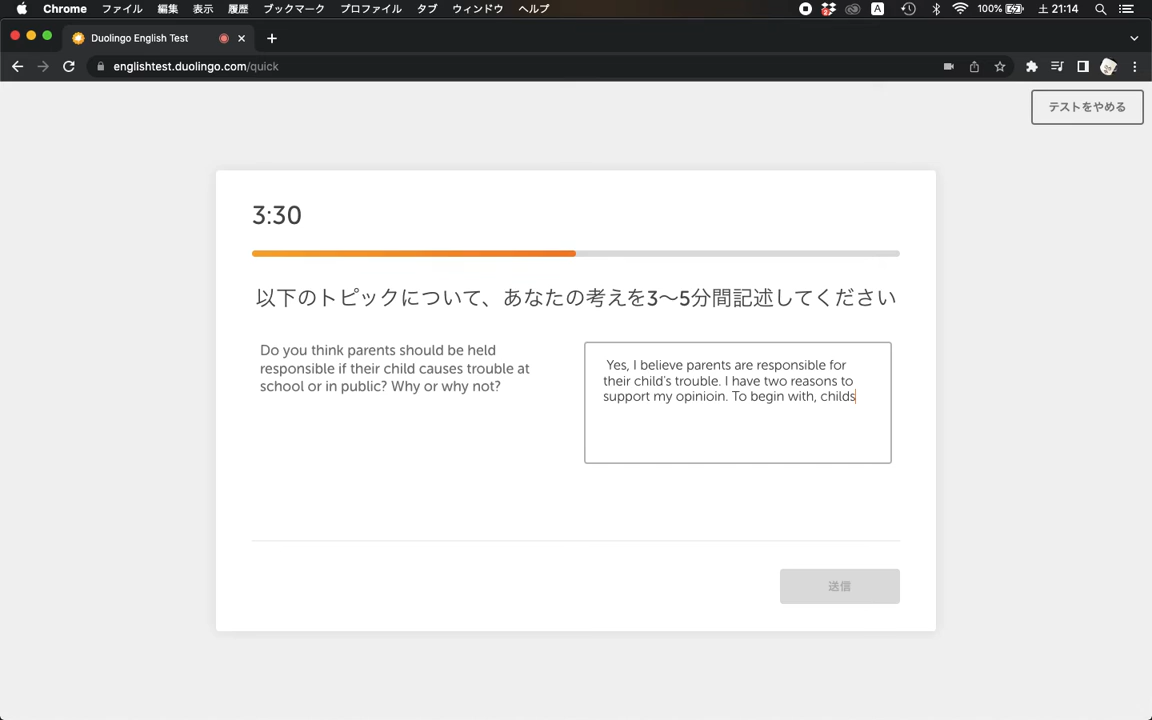 Chrome ファイル 編集 表示 履歴 ブックマーク プロファイル タブ ウィンドウ ヘルプ A 100% 土 21:14
Duolingo English Test
englishtest.duolingo.com/quick
テストをやめる
3:30
以下のトピックについて、あなたの考えを3〜5分間記述してください
Do you think parents should be held
responsible if their child causes trouble at
school or in public? Why or why not?
Yes, I believe parents are responsible for
their child's trouble. I have two reasons to
support my opinioin. To begin with, childs
送信